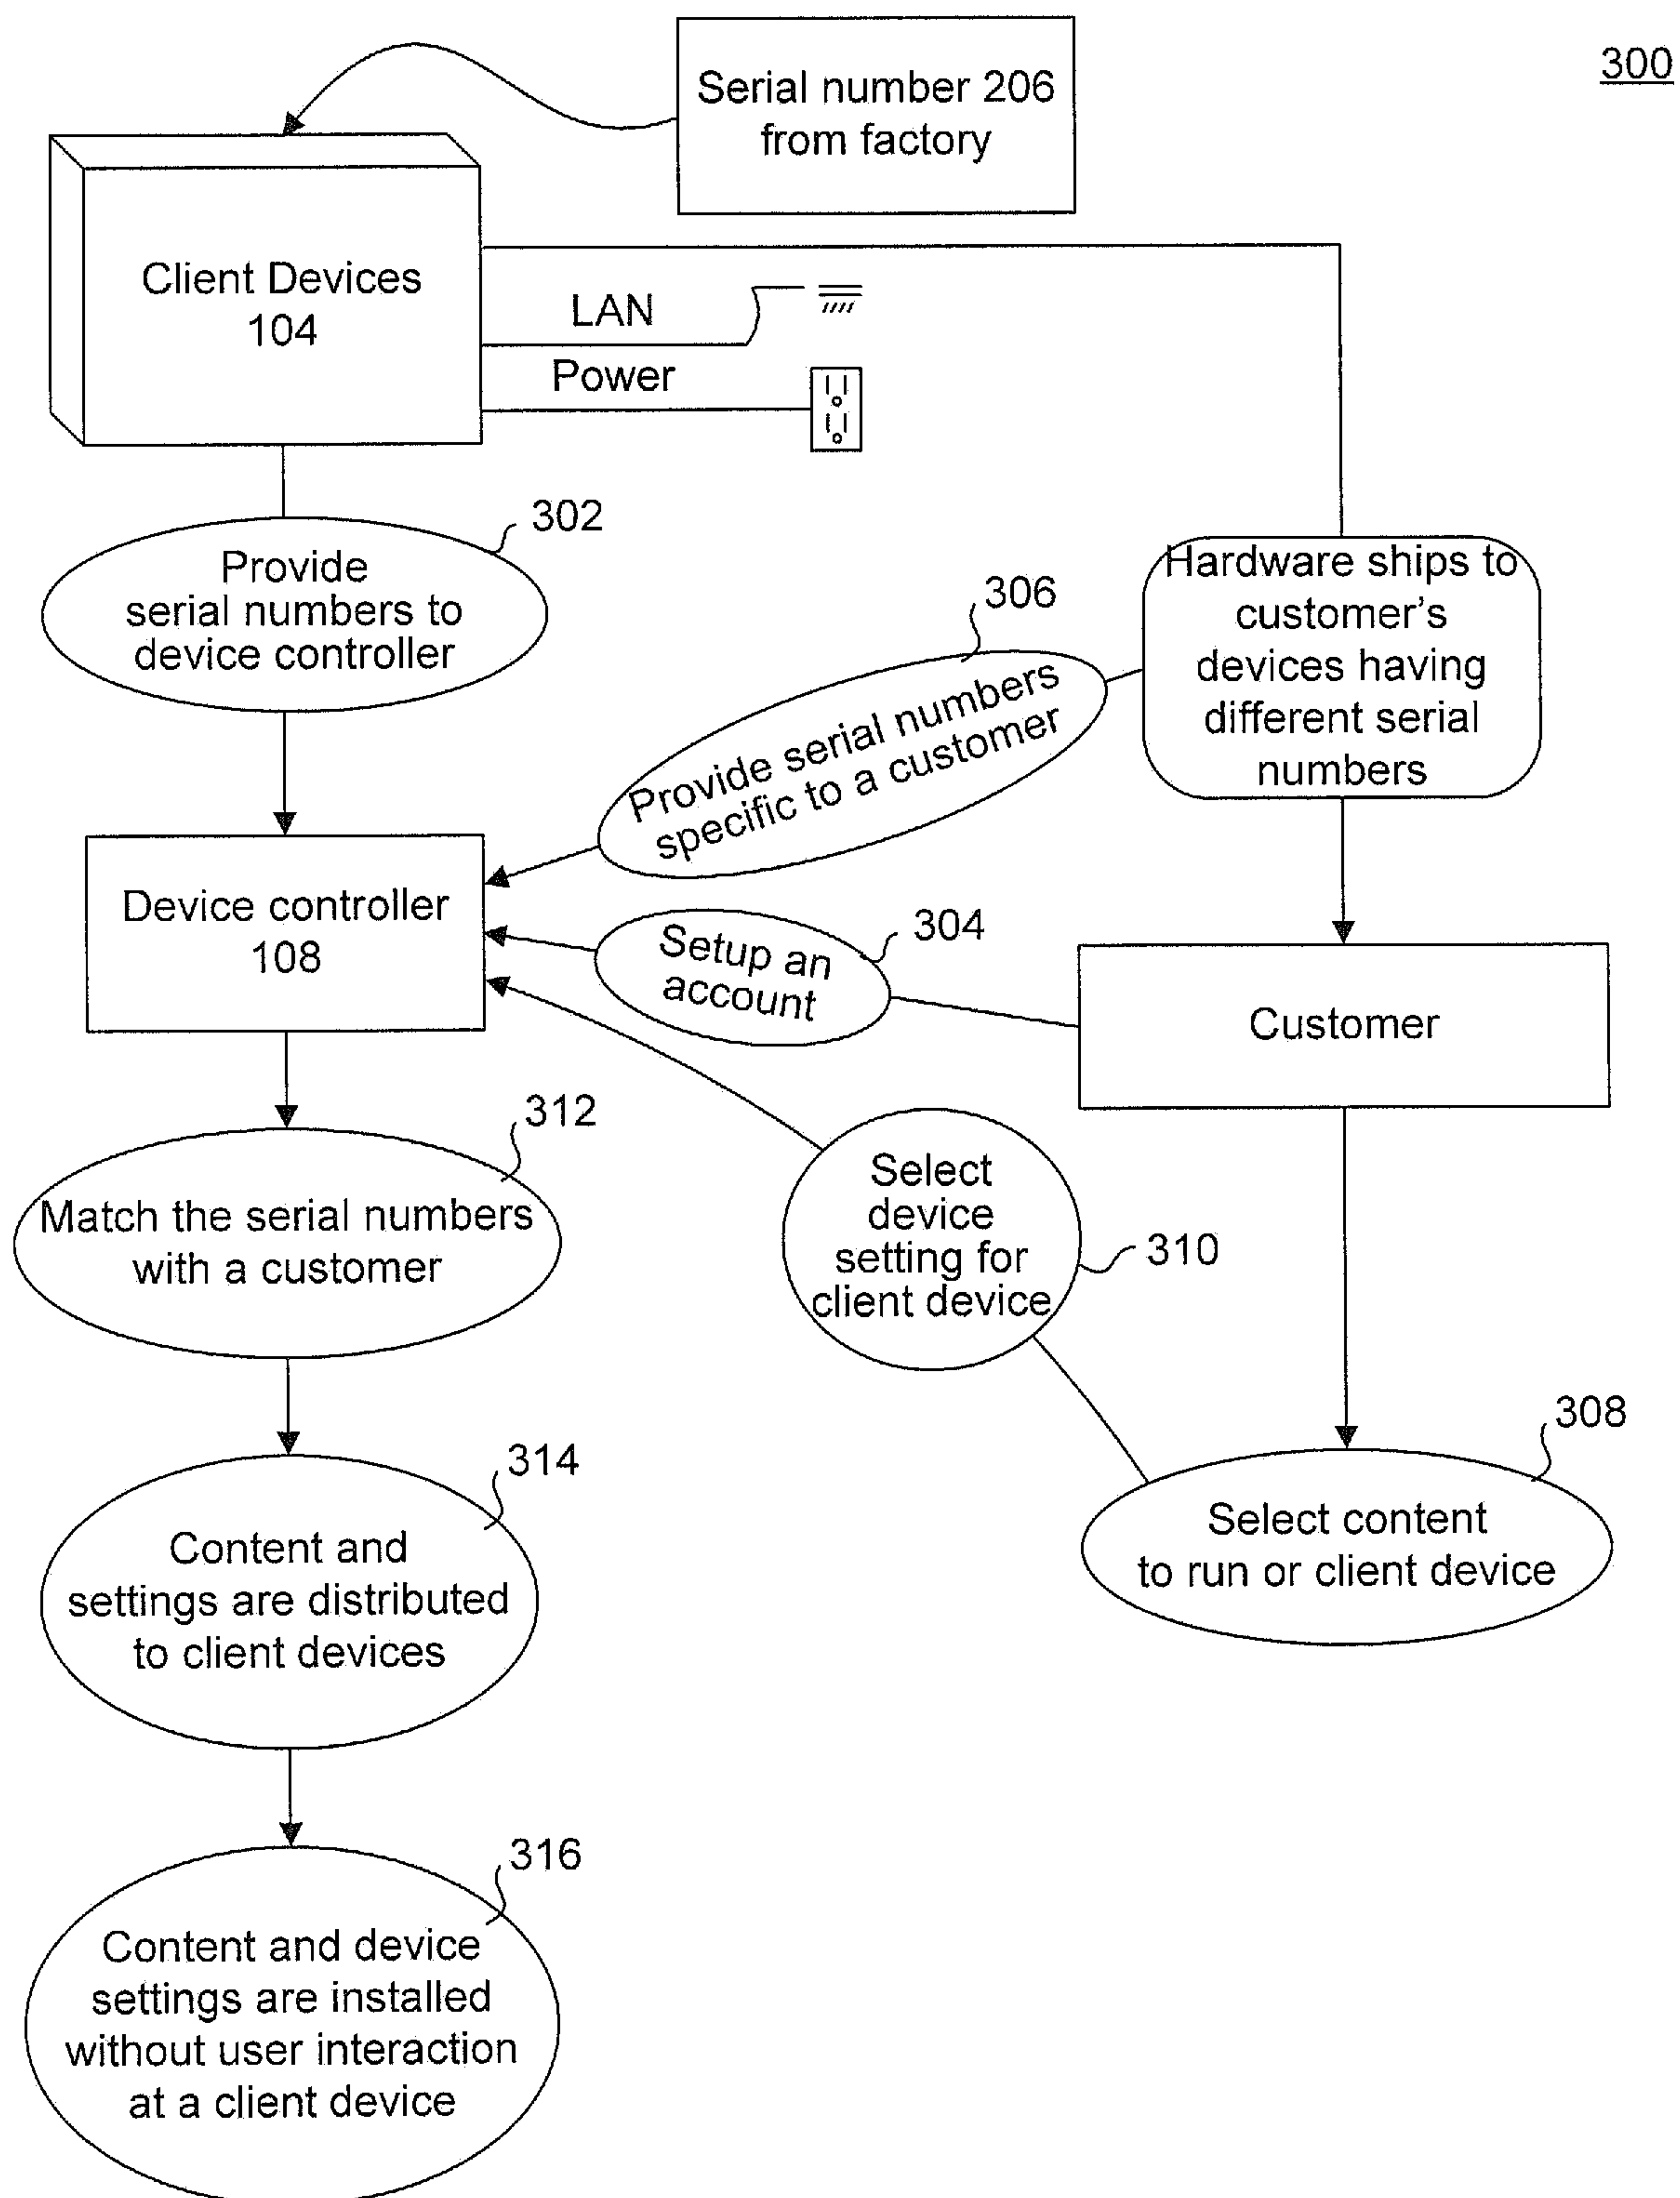 300
Serial number 206
from factory
Client Devices
104
LAN
Power
302
Provide
serial numbers to
device controller
306
Provide serial numbers
specific to a customer
Hardware ships to
customer's
devices having
different serial
numbers
Device controller
108
304
Setup an
account
Customer
312
Match the serial numbers
with a customer
Select
device
setting for
client device
310
308
Select content
to run or client device
314
Content and
settings are distributed
to client devices
316
Content and device
settings are installed
without user interaction
at a client device